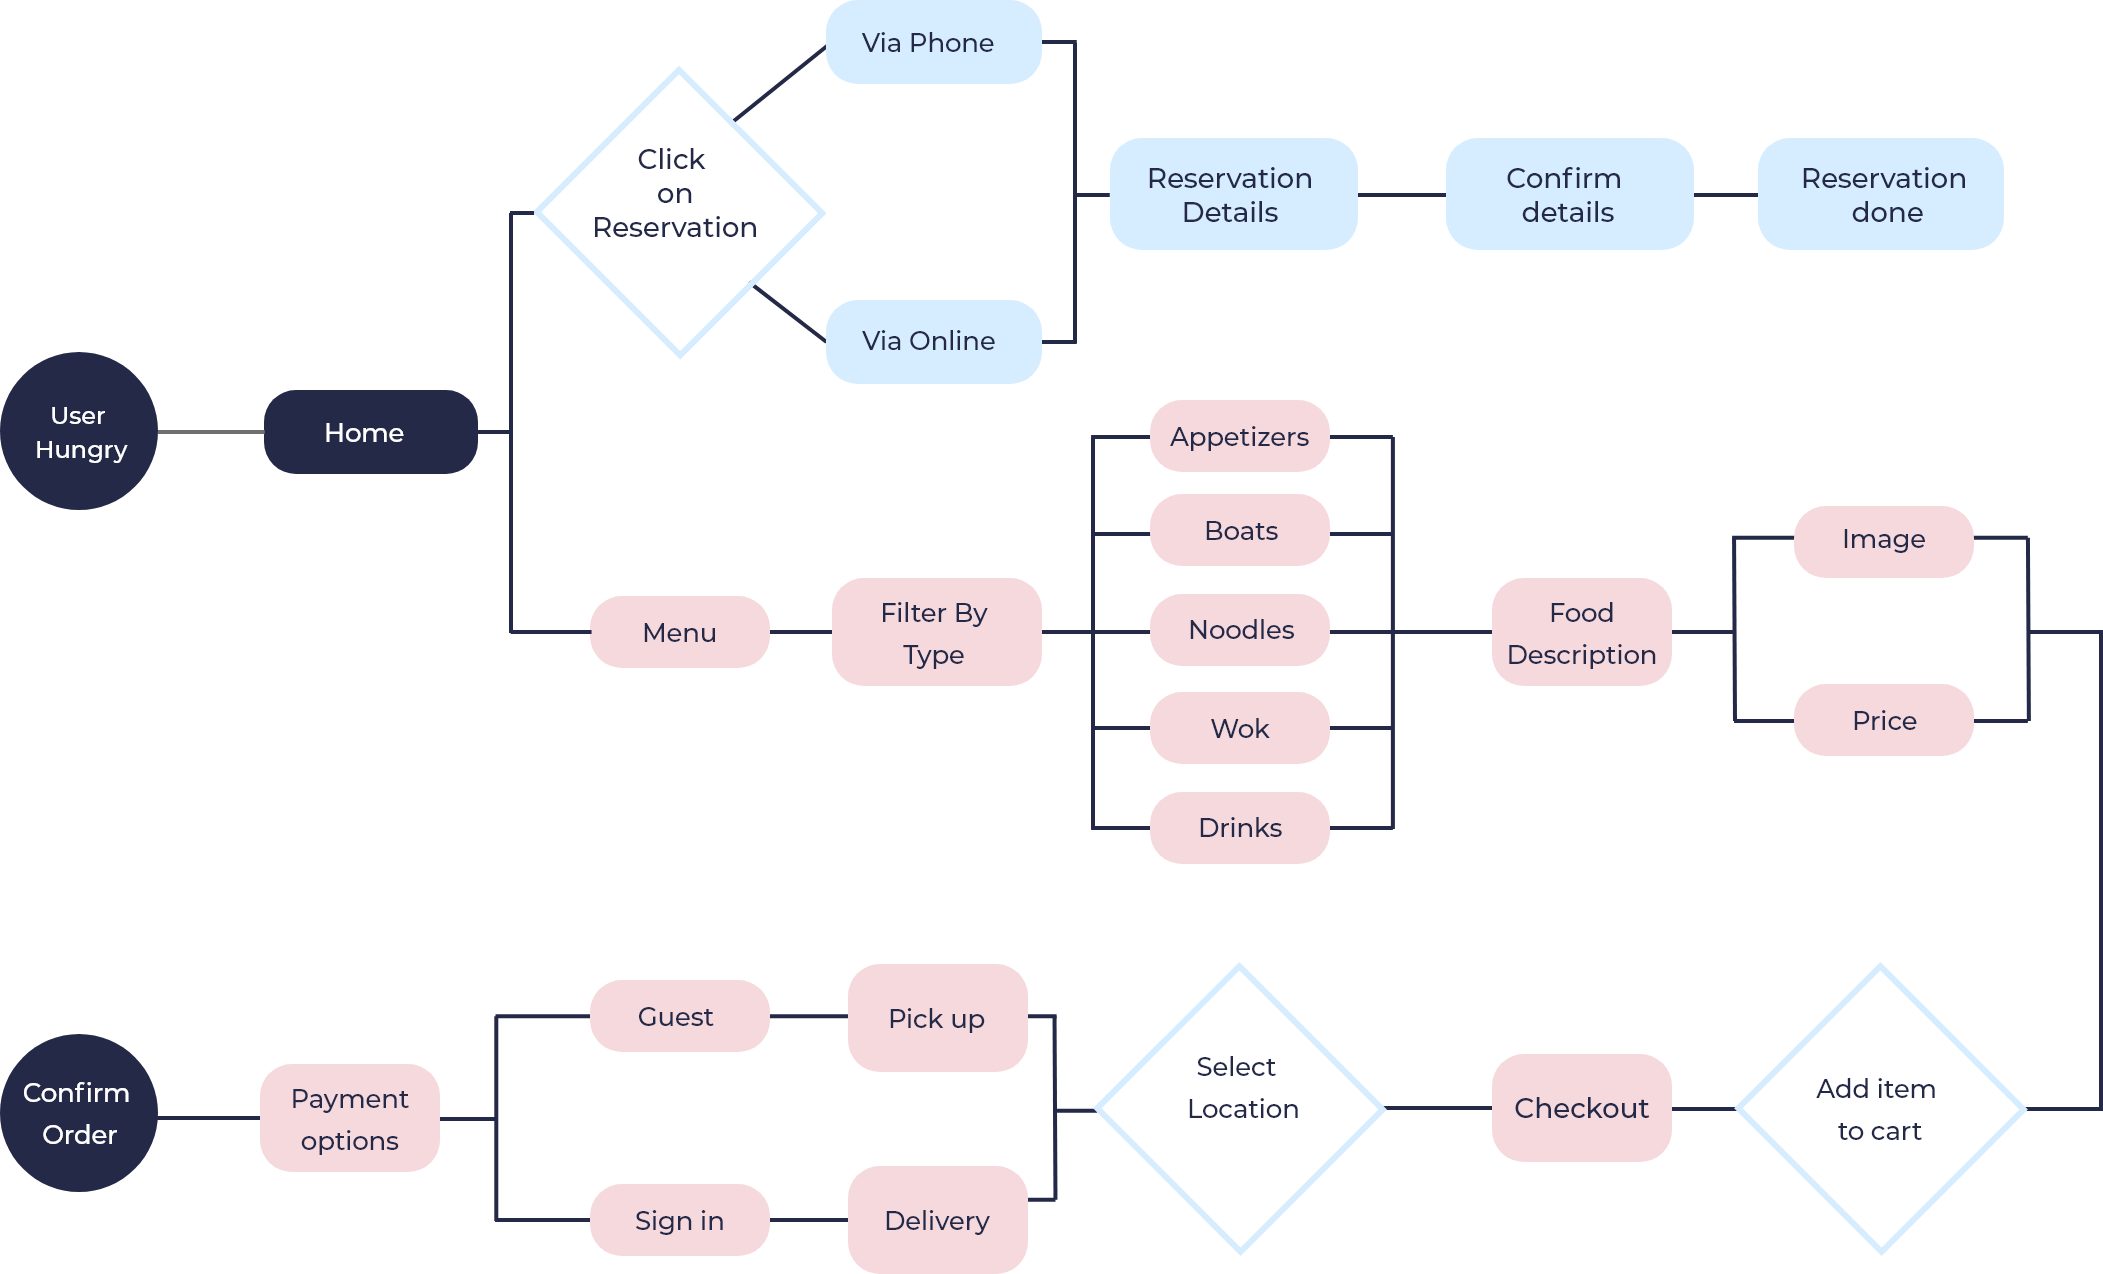 Via Phone
Click
on
Reservation
Reservation
Details
Confirm
details
Reservation
done
Via Online
User
Hungry
Home
Appetizers
Boats
Image
Menu
Filter By
Type
Noodles
Food
Description
Wok
Price
Drinks
Guest
Pick up
Select
Location
Checkout
Add item
to cart
Confirm
Order
Payment
options
Sign in
Delivery